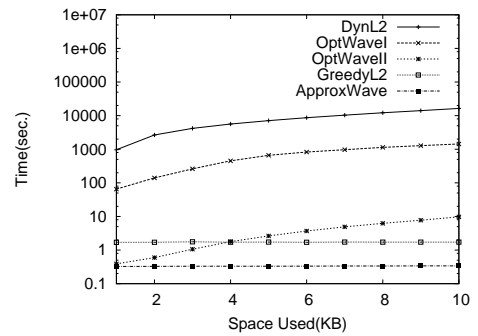 1e+07
1e+06
100000
10000
1000
100
10
1
0.1
Time(sec.)
DynL2
OptWaveI
OptWaveII
GreedyL2
ApproxWave
2 4 6 8 10
Space Used(KB)